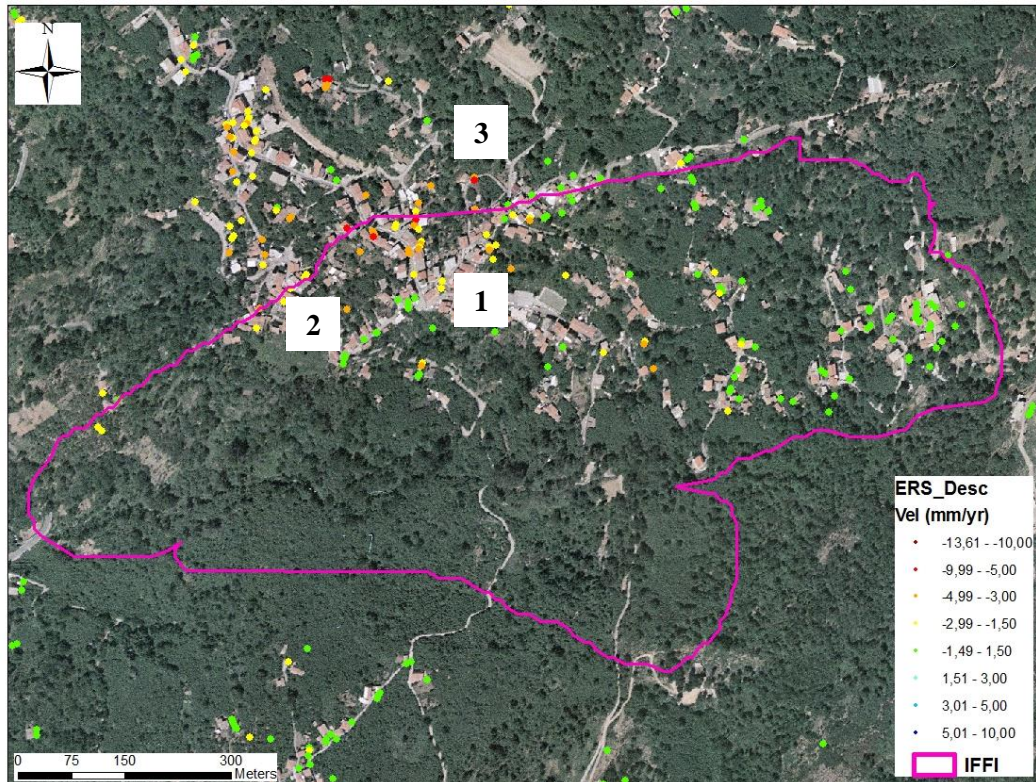 N
3
1
2
ERS_Desc
Vel (mm/yr)
-13,61 - -10,00
-9,99 - -5,00
-4,99 - -3,00
-2,99 - -1,50
-1,49 - 1,50
1,51 - 3,00
3,01 - 5,00
5,01 - 10,00
IFFI
0 75 150 300
Meters